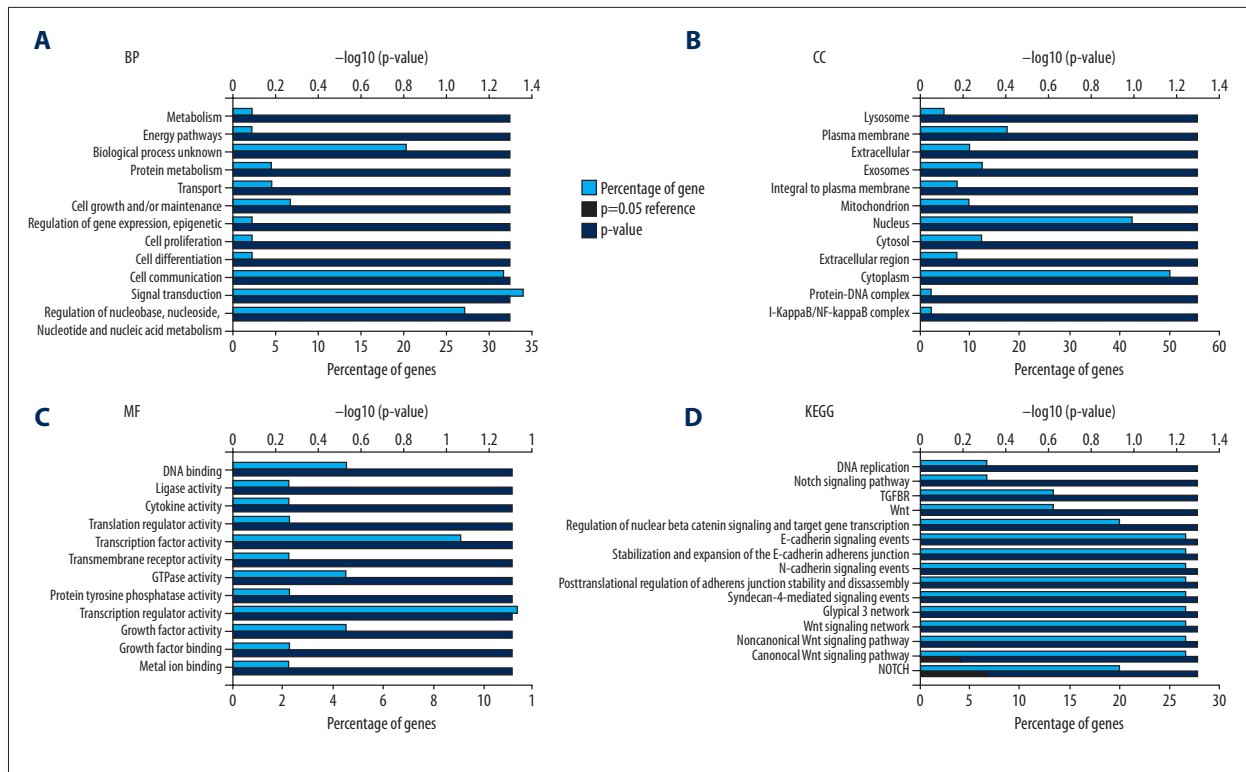 A
BP
−log10 (p-value)
0 0.2 0.6 0.4 0.8 1.0 1.2 1.4
Metabolism
Energy pathways
Biological process unknown
Protein metabolism
Transport
Cell growth and/or maintenance
Regulation of gene expression, epigenetic
Cell proliferation
Cell differentiation
Cell communication
Signal transduction
Regulation of nucleobase, nucleoside,
Nucleotide and nucleic acid metabolism
0 5 10 15 20 10 30 35
Percentage of genes
Percentage of gene
p=0.05 reference
p-value
B
CC
−log10 (p-value)
0 0.2 0.4 0.6 0.8 1.0 1.2 1.4
Lysosome
Plasma membrane
Extracellular
Exosomes
Integral to plasma membrane
Mitochondrion
Nucleus
Cytosol
Extracellular region
Cytoplasm
Protein-DNA complex
I-KappaB/NF-kappaB complex
0 10 20 30 40 50 60
Percentage of genes
C
MF
−log10 (p-value)
0 0.2 0.4 0.6 0.8 1.0 1.2 1
DNA binding
Ligase activity
Cytokine activity
Translation regulator activity
Transcription factor activity
Transmembrane receptor activity
GTPase activity
Protein tyrosine phosphatase activity
Transcription regulator activity
Growth factor activity
Growth factor binding
Metal ion binding
0 2 4 6 8 10 1
Percentage of genes
D
KEGG
−log10 (p-value)
0 0.2 0.4 0.6 0.8 1.0 1.2 1.4
DNA replication
Notch signaling pathway
TGFBR
Wnt
Regulation of nuclear beta catenin signaling and target gene transcription
E-cadherin signaling events
Stabilization and expansion of the E-cadherin adherens junction
N-cadherin signaling events
Posttranslational regulation of adherens junction stability and dissassembly
Syndecan-4-mediated signaling events
Glypical 3 network
Wnt signaling network
Noncanonical Wnt signaling pathway
Canonocal Wnt signaling pathway
NOTCH
0 5 10 15 20 25 30
Percentage of genes